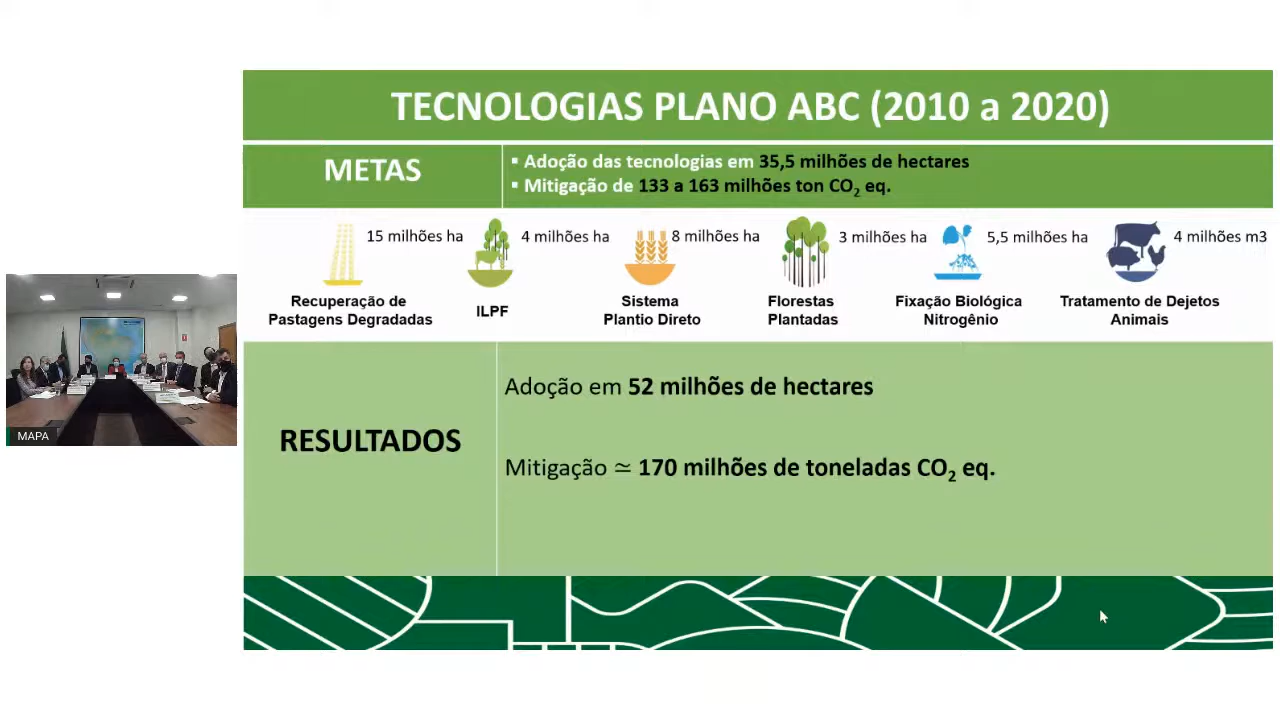 TECNOLOGIAS PLANO ABC (2010 a 2020)
METAS
▪ Adoção das tecnologias em 35,5 milhões de hectares
▪ Mitigação de 133 a 163 milhões ton CO₂ eq.
15 milhões ha
4 milhões ha
8 milhões ha
3 milhões ha
5,5 milhões ha
4 milhões m3
Recuperação de
Pastagens Degradadas
ILPF
Sistema
Plantio Direto
Florestas
Plantadas
Fixação Biológica
Nitrogênio
Tratamento de Dejetos
Animais
RESULTADOS
Adoção em 52 milhões de hectares
Mitigação ≃ 170 milhões de toneladas CO₂ eq.
MAPA